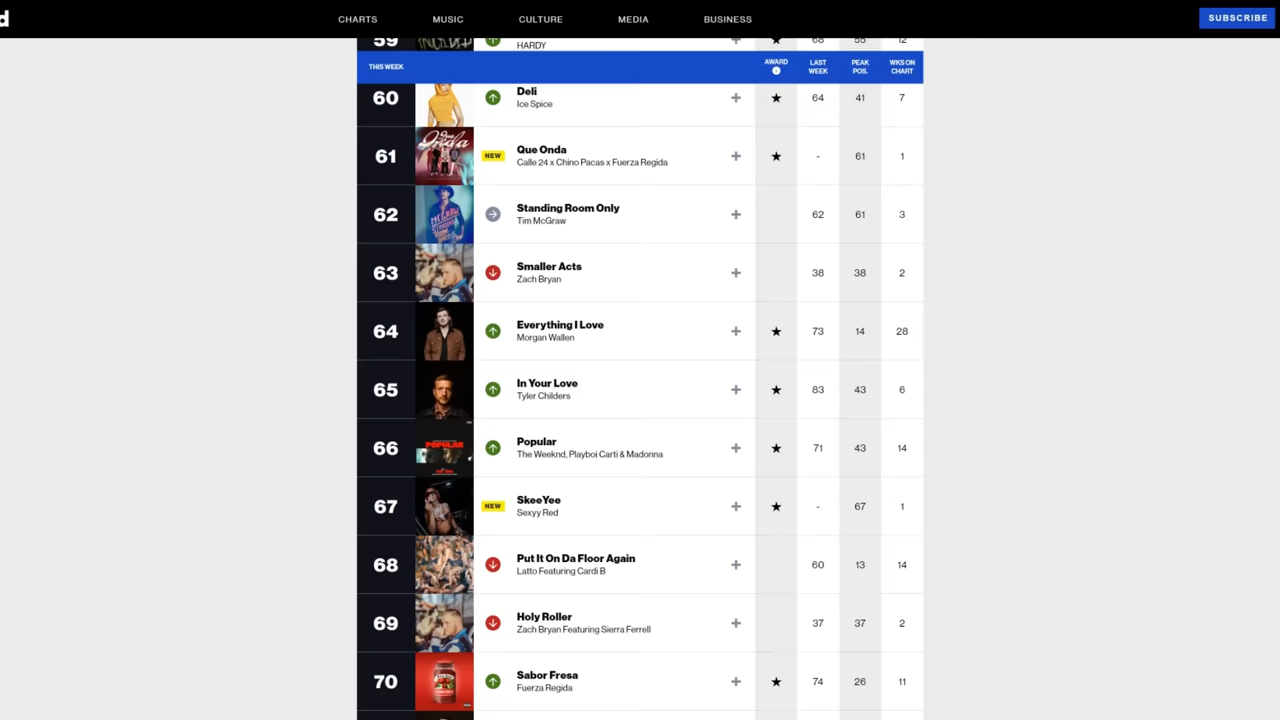 d CHARTS MUSIC CULTURE MEDIA BUSINESS SUBSCRIBE
59 HARDY 68 55 12
THIS WEEK AWARD i LAST WEEK PEAK POS. WKS ON CHART
60 Deli 64 41 7
Ice Spice
61 NEW Que Onda - 61 1
Calle 24 x Chino Pacas x Fuerza Regida
62 Standing Room Only 62 61 3
Tim McGraw
63 Smaller Acts 38 38 2
Zach Bryan
64 Everything I Love 73 14 28
Morgan Wallen
65 In Your Love 83 43 6
Tyler Childers
66 Popular 71 43 14
The Weeknd, Playboi Carti & Madonna
POPULAR
67 NEW SkeeYee - 67 1
Sexyy Red
68 Put It On Da Floor Again 60 13 14
Latto Featuring Cardi B
69 Holy Roller 37 37 2
Zach Bryan Featuring Sierra Ferrell
70 Sabor Fresa 74 26 11
Fuerza Regida